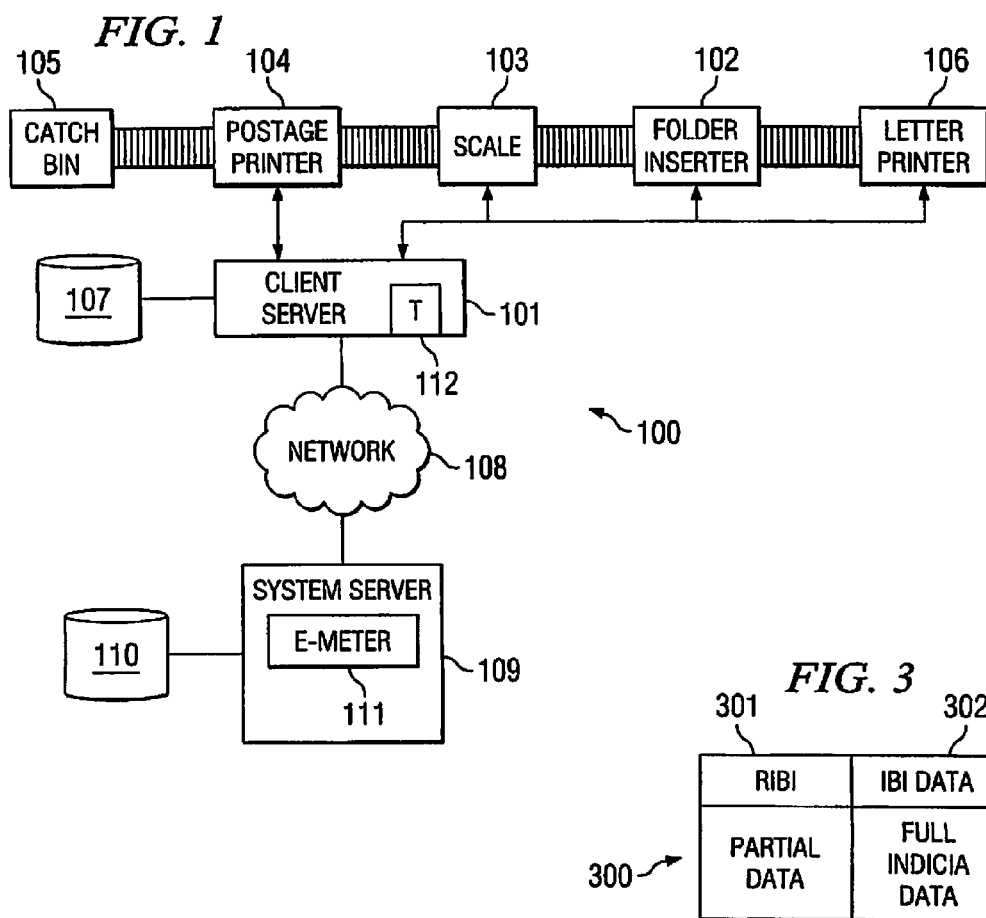 FIG. 1
105
104
103
102
106
CATCH
BIN
POSTAGE
PRINTER
SCALE
FOLDER
INSERTER
LETTER
PRINTER
107
CLIENT
SERVER
T
101
112
NETWORK
108
100
SYSTEM SERVER
E-METER
110
109
111
FIG. 3
301
302
RIBI
IBI DATA
PARTIAL
DATA
FULL
INDICIA
DATA
300